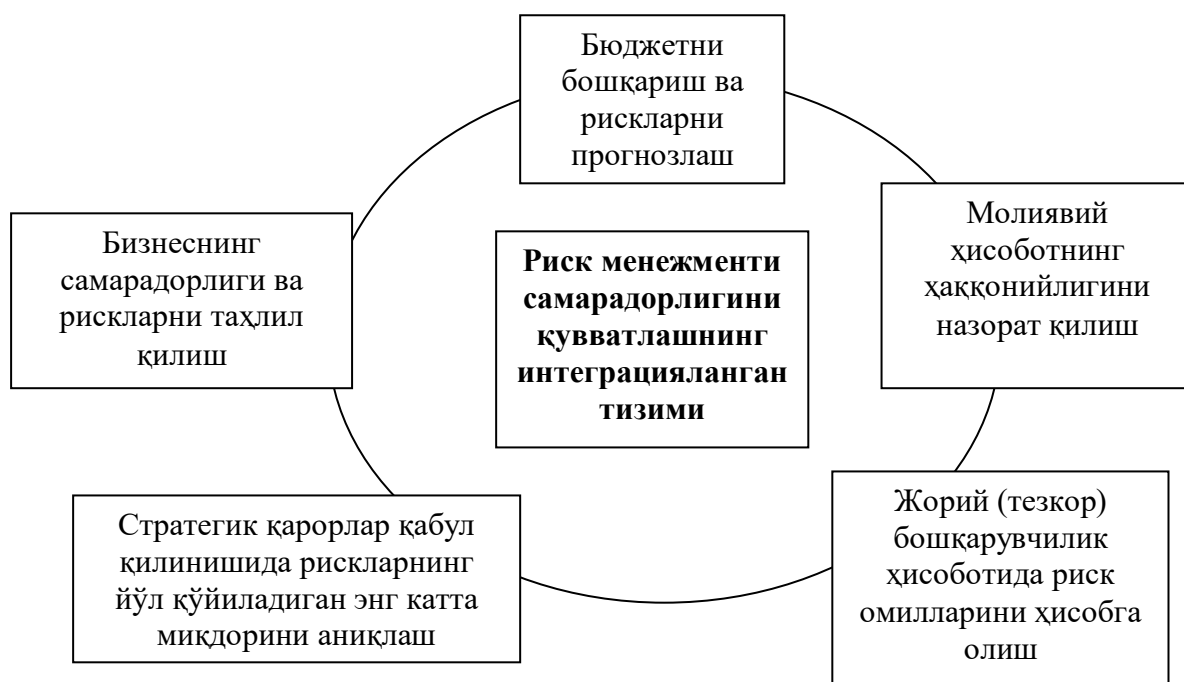 Бюджетни
бошқариш ва
рискларни
прогнозлаш
Бизнеснинг
самарадорлиги ва
рискларни таҳлил
қилиш
Риск менежменти
самарадорлигини
қувватлашнинг
интеграцияланган
тизими
Молиявий
ҳисоботнинг
ҳаққонийлигини
назорат қилиш
Стратегик қарорлар қабул
қилинишида рискларнинг
йўл қўйиладиган энг катта
миқдорини аниқлаш
Жорий (тезкор)
бошқарувчилик
ҳисоботида риск
омилларини ҳисобга
олиш